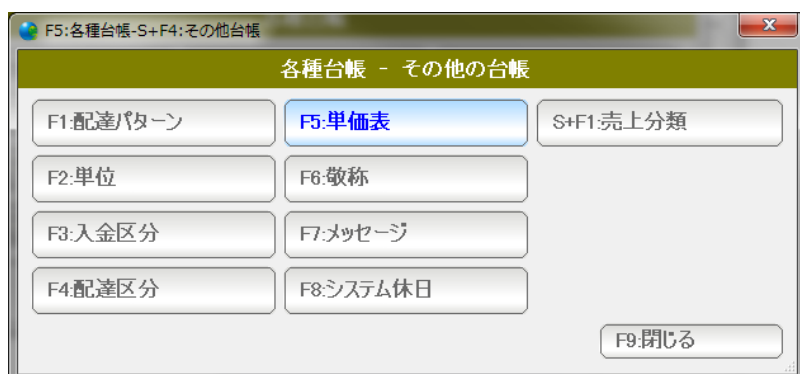 F5:各種台帳-S+F4:その他台帳
各種台帳 - その他の台帳
F1:配達パターン
F5:単価表
S+F1:売上分類
F2:単位
F6:敬称
F3:入金区分
F7:メッセージ
F4:配達区分
F8:システム休日
F9:閉じる